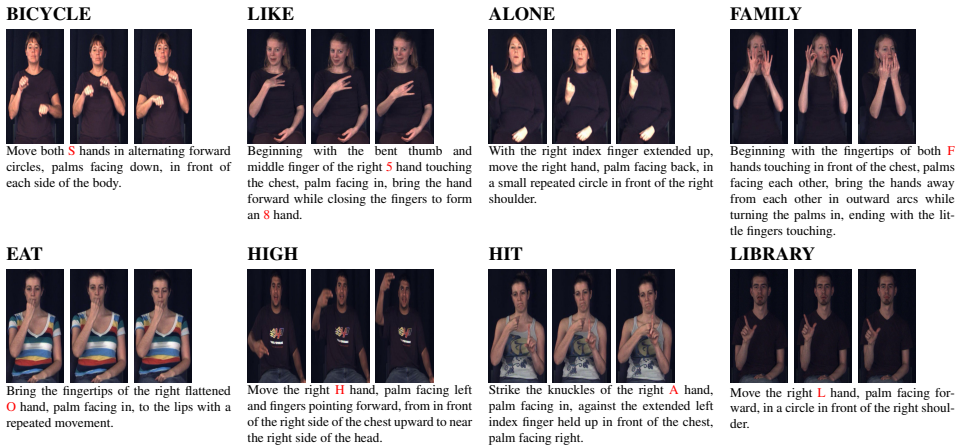 BICYCLE
Move both S hands in alternating forward
circles, palms facing down, in front of
each side of the body.
LIKE
Beginning with the bent thumb and
middle finger of the right 5 hand touching
the chest, palm facing in, bring the hand
forward while closing the fingers to form
an 8 hand.
ALONE
With the right index finger extended up,
move the right hand, palm facing back, in
a small repeated circle in front of the right
shoulder.
FAMILY
Beginning with the fingertips of both F
hands touching in front of the chest, palms
facing each other, bring the hands away
from each other in outward arcs while
turning the palms in, ending with the lit-
tle fingers touching.
EAT
Bring the fingertips of the right flattened
O hand, palm facing in, to the lips with a
repeated movement.
HIGH
Move the right H hand, palm facing left
and fingers pointing forward, from in front
of the right side of the chest upward to near
the right side of the head.
HIT
Strike the knuckles of the right A hand,
palm facing in, against the extended left
index finger held up in front of the chest,
palm facing right.
LIBRARY
Move the right L hand, palm facing for-
ward, in a circle in front of the right shoul-
der.